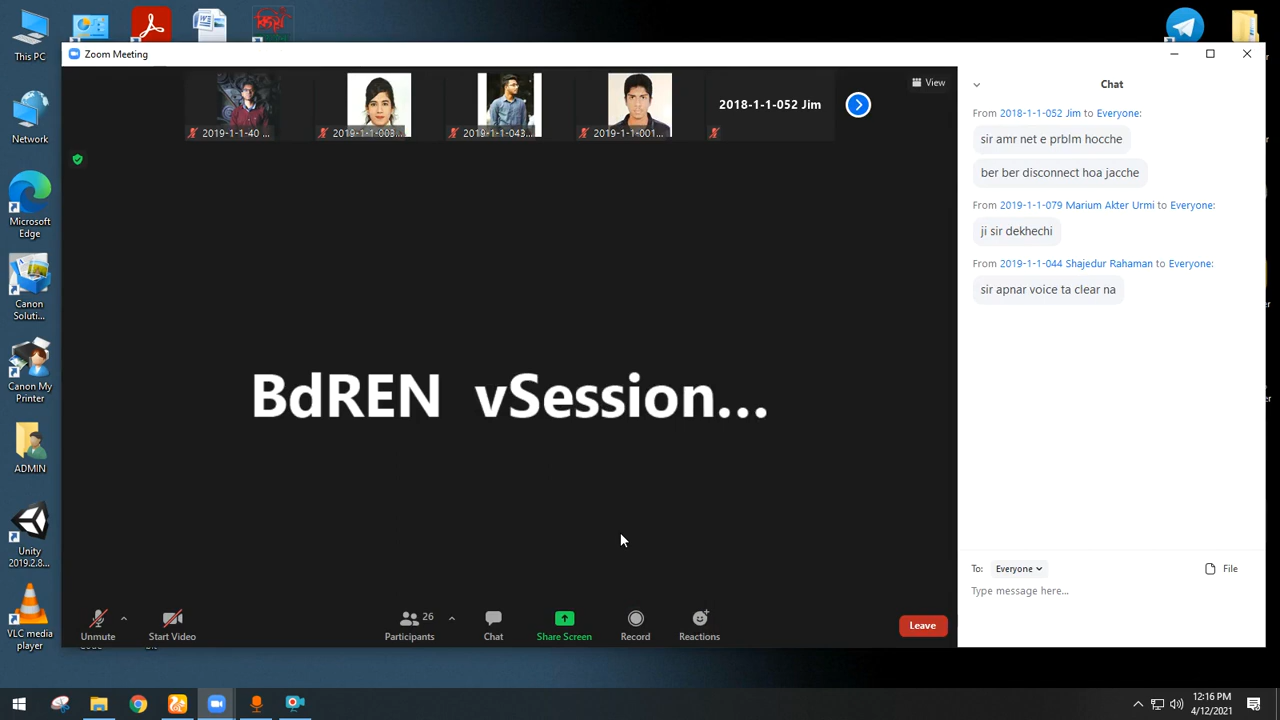 This PC
Zoom Meeting
2019-1-1-40 ...
2019-1-1-003...
2019-1-1-043...
2019-1-1-001...
2018-1-1-052 Jim
View
Chat
From 2018-1-1-052 Jim to Everyone:
sir amr net e prblm hocche
ber ber disconnect hoa jacche
From 2019-1-1-079 Marium Akter Urmi to Everyone:
ji sir dekhechi
From 2019-1-1-044 Shajedur Rahaman to Everyone:
sir apnar voice ta clear na
Network
Microsoft
Edge
Canon
Soluti...
Canon My
Printer
ADMIN
Unity
2019.2.8...
VLC media
player
BdREN vSession...
To: Everyone
File
Type message here...
Unmute
Start Video
26
Participants
Chat
Share Screen
Record
Reactions
Leave
12:16 PM
4/12/2021